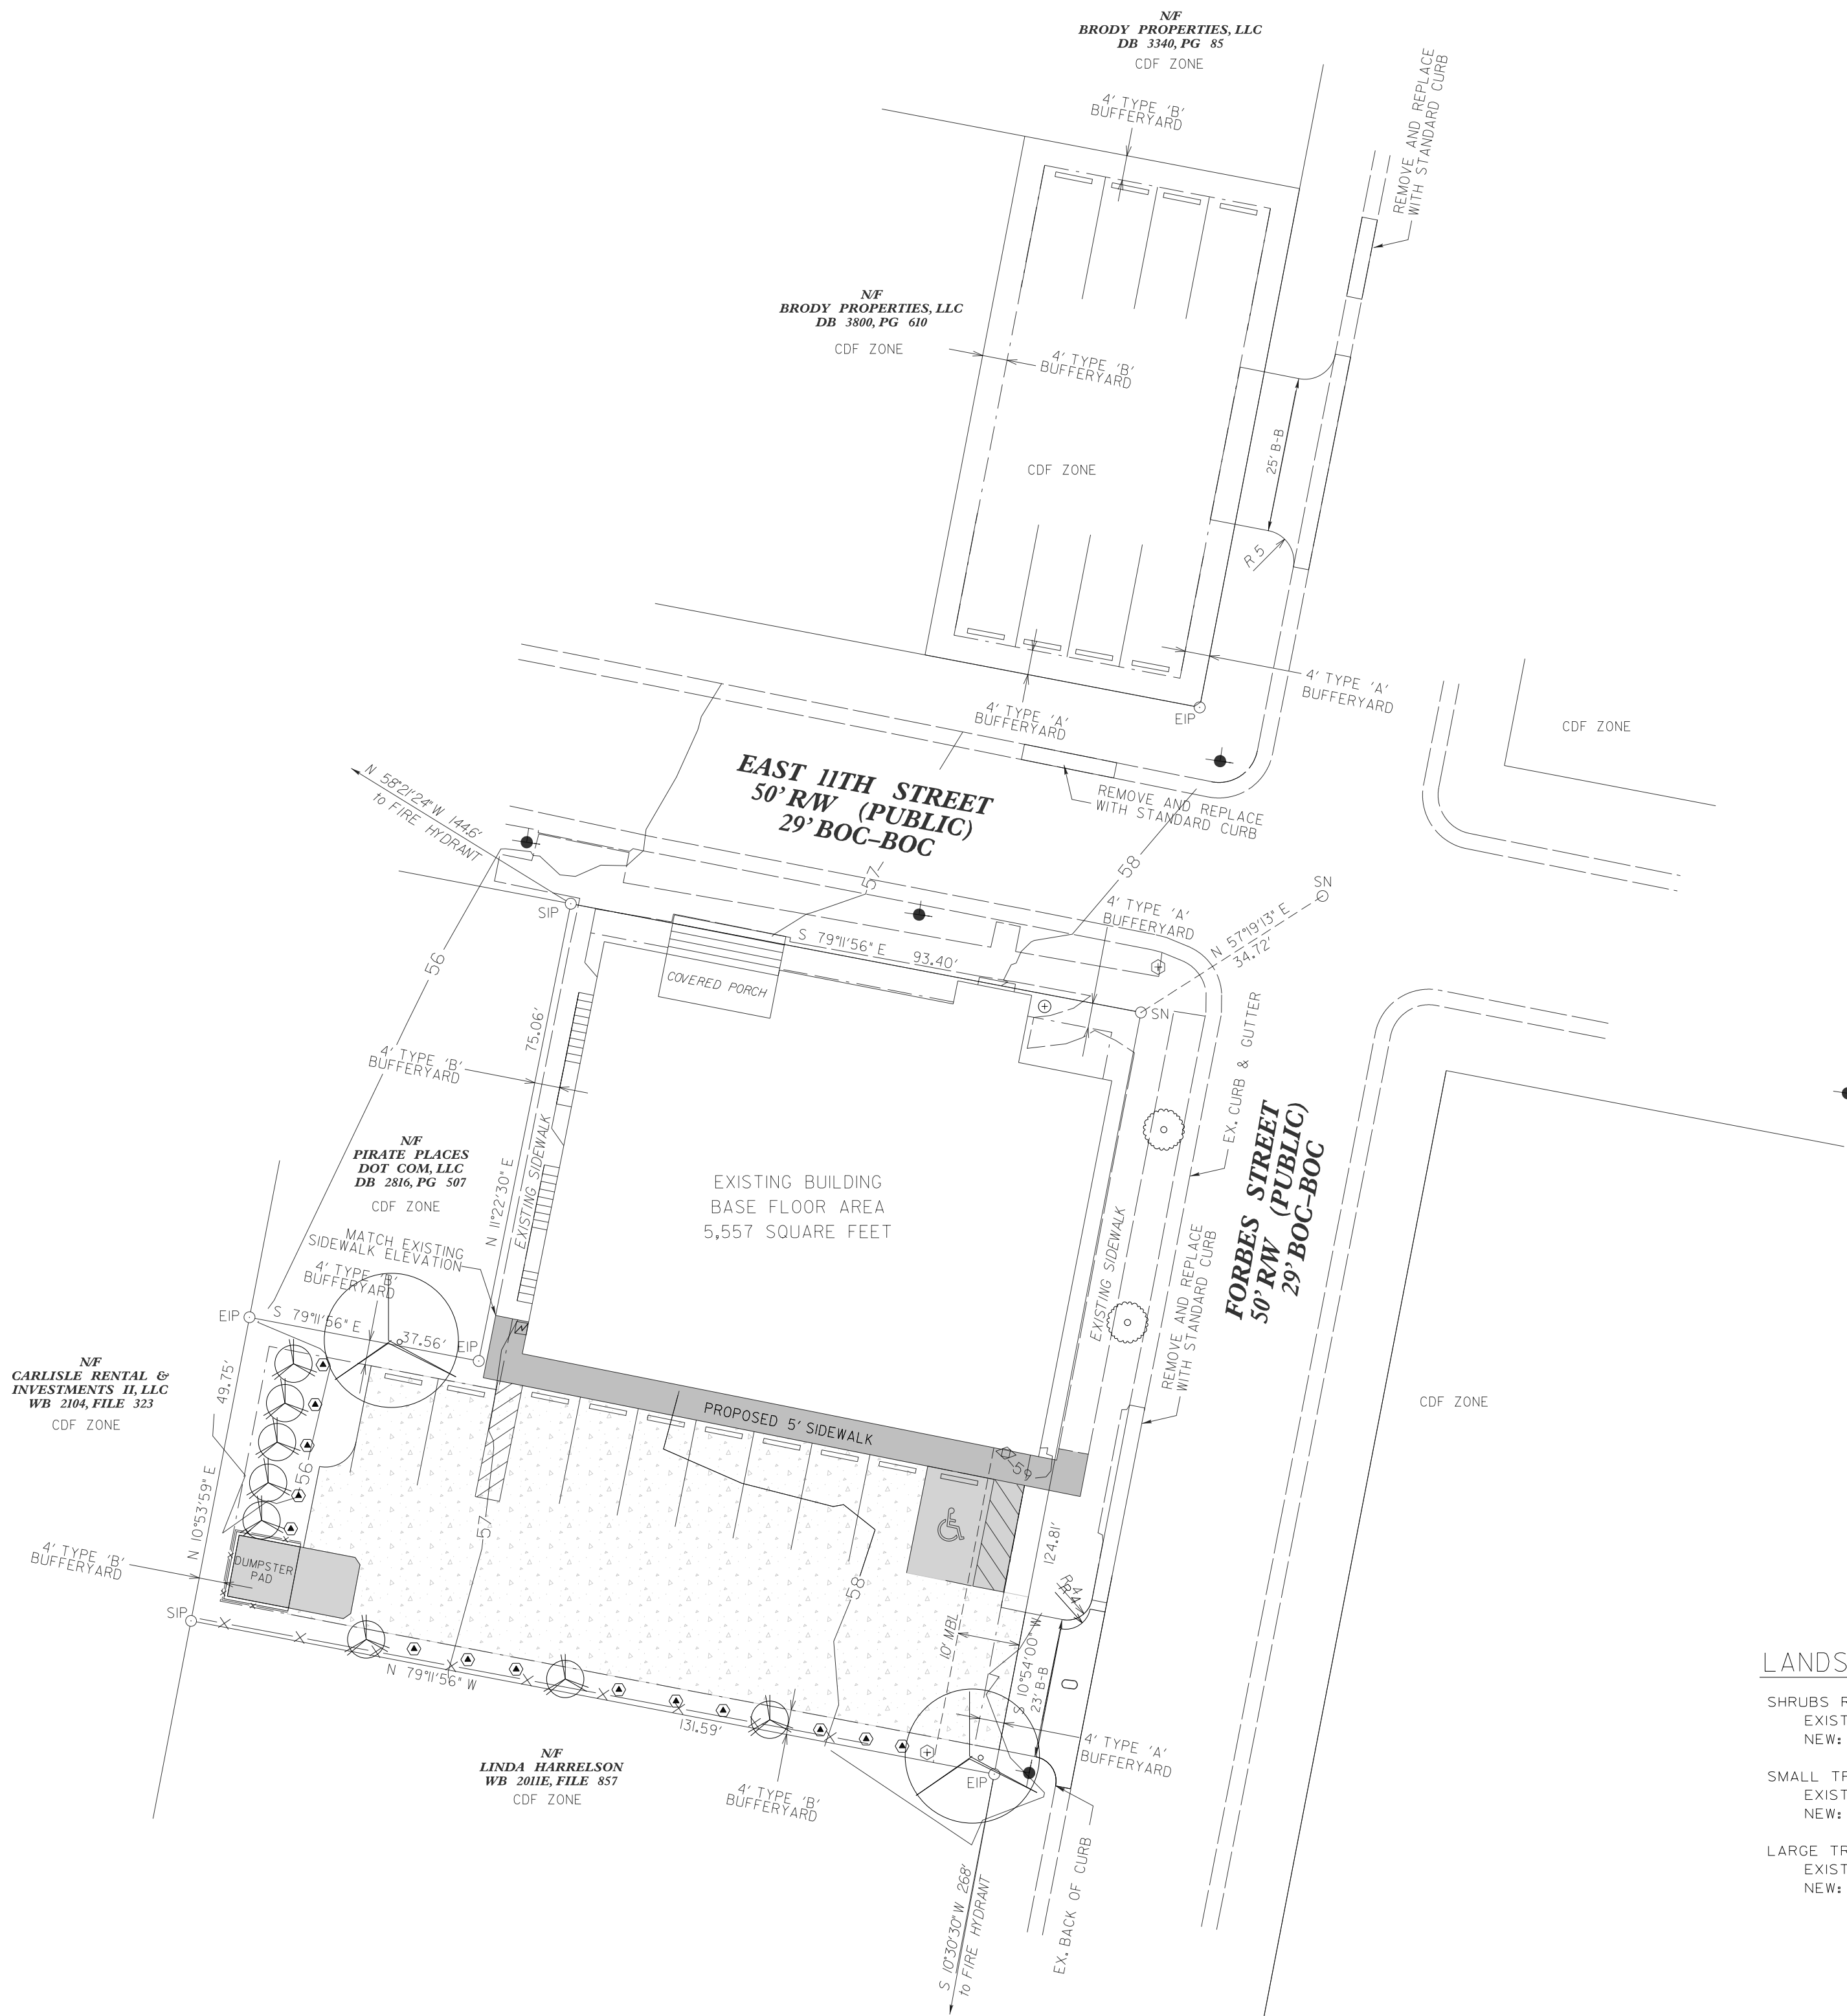 N/F
BRODY PROPERTIES, LLC
DB 3340, PG 85
CDF ZONE
4' TYPE 'B'
BUFFERYARD
REMOVE AND REPLACE
WITH STANDARD CURB
N/F
BRODY PROPERTIES, LLC
DB 3800, PG 610
CDF ZONE
4' TYPE 'B'
BUFFERYARD
CDF ZONE
25' B-B
R 5
4' TYPE 'A'
BUFFERYARD
4' TYPE 'A'
BUFFERYARD
EIP
CDF ZONE
EAST 11TH STREET
50' R/W (PUBLIC)
29' BOC-BOC
REMOVE AND REPLACE
WITH STANDARD CURB
N 58°21'24" W 144.6'
to FIRE HYDRANT
57
58
SIP
SN
4' TYPE 'A'
BUFFERYARD
N 57°19'13" E
34.72'
S 79°11'56" E 93.40'
COVERED PORCH
SN
56
75.06'
4' TYPE 'B'
BUFFERYARD
EX. CURB & GUTTER
N/F
PIRATE PLACES
DOT COM, LLC
DB 2816, PG 507
CDF ZONE
N 11°22'30" E
EXISTING SIDEWALK
EXISTING BUILDING
BASE FLOOR AREA
5,557 SQUARE FEET
FORBES STREET
50' R/W (PUBLIC)
29' BOC-BOC
EXISTING SIDEWALK
REMOVE AND REPLACE
WITH STANDARD CURB
MATCH EXISTING
SIDEWALK ELEVATION
4' TYPE 'B'
BUFFERYARD
EIP
S 79°11'56" E
37.56'
EIP
N/F
CARLISLE RENTAL &
INVESTMENTS II, LLC
WB 2104, FILE 323
CDF ZONE
49.75'
N 10°53'59" E
56
PROPOSED 5' SIDEWALK
59
CDF ZONE
57
58
124.81'
4' TYPE 'B'
BUFFERYARD
DUMPSTER
PAD
SIP
R 4
10' MBL
S 10°54'00" W
23' B-B
N 79°11'56" W
131.59'
N/F
LINDA HARRELSON
WB 2011E, FILE 857
CDF ZONE
4' TYPE 'B'
BUFFERYARD
EIP
4' TYPE 'A'
BUFFERYARD
EX. BACK OF CURB
S 10°30'30" W 268'
to FIRE HYDRANT
LANDS
SHRUBS R
EXIST
NEW:
SMALL TR
EXIST
NEW:
LARGE TR
EXIST
NEW: